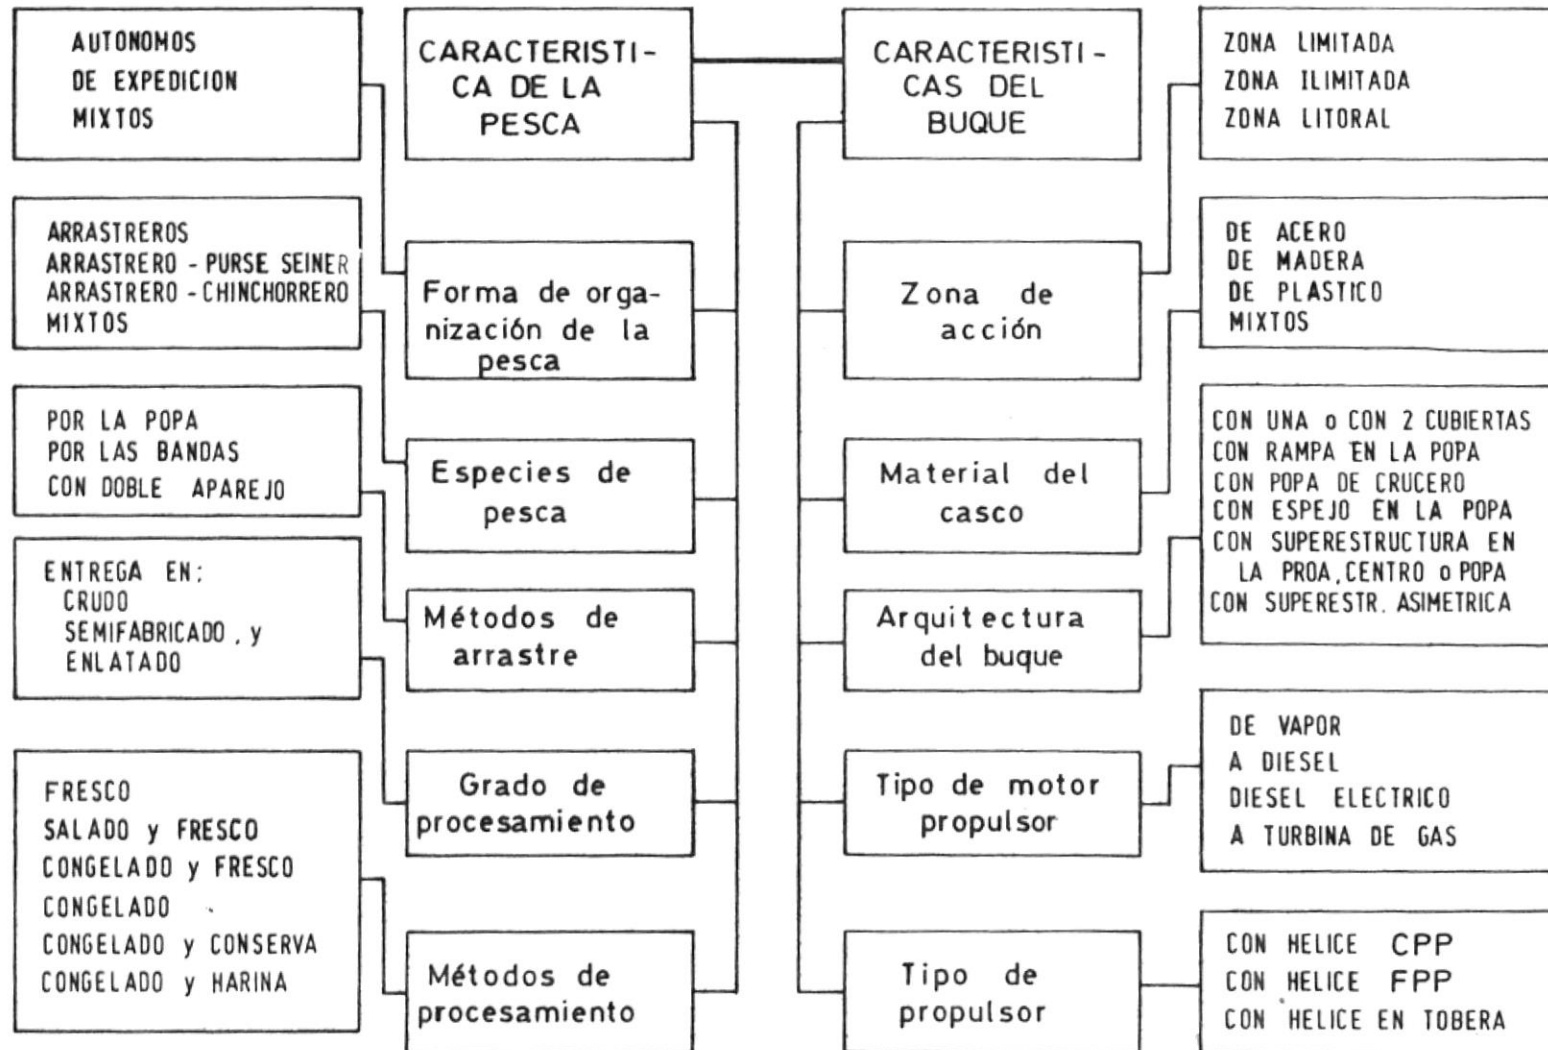 AUTONOMOS
DE EXPEDICION
MIXTOS
ARRASTREROS
ARRASTRERO - PURSE SEINER
ARRASTRERO - CHINCHORRERO
MIXTOS
POR LA POPA
POR LAS BANDAS
CON DOBLE APAREJO
ENTREGA EN:
CRUDO
SEMIFABRICADO, y
ENLATADO
FRESCO
SALADO y FRESCO
CONGELADO y FRESCO
CONGELADO
CONGELADO y CONSERVA
CONGELADO y HARINA
CARACTERISTI-
CA DE LA
PESCA
Forma de orga-
nización de la
pesca
Especies de
pesca
Métodos de
arrastre
Grado de
procesamiento
Métodos de
procesamiento
CARACTERISTI-
CAS DEL
BUQUE
Zona de
acción
Material del
casco
Arquitectura
del buque
Tipo de motor
propulsor
Tipo de
propulsor
ZONA LIMITADA
ZONA ILIMITADA
ZONA LITORAL
DE ACERO
DE MADERA
DE PLASTICO
MIXTOS
CON UNA o CON 2 CUBIERTAS
CON RAMPA EN LA POPA
CON POPA DE CRUCERO
CON ESPEJO EN LA POPA
CON SUPERESTRUCTURA EN
LA PROA, CENTRO o POPA
CON SUPERESTR. ASIMETRICA
DE VAPOR
A DIESEL
DIESEL ELECTRICO
A TURBINA DE GAS
CON HELICE CPP
CON HELICE FPP
CON HELICE EN TOBERA